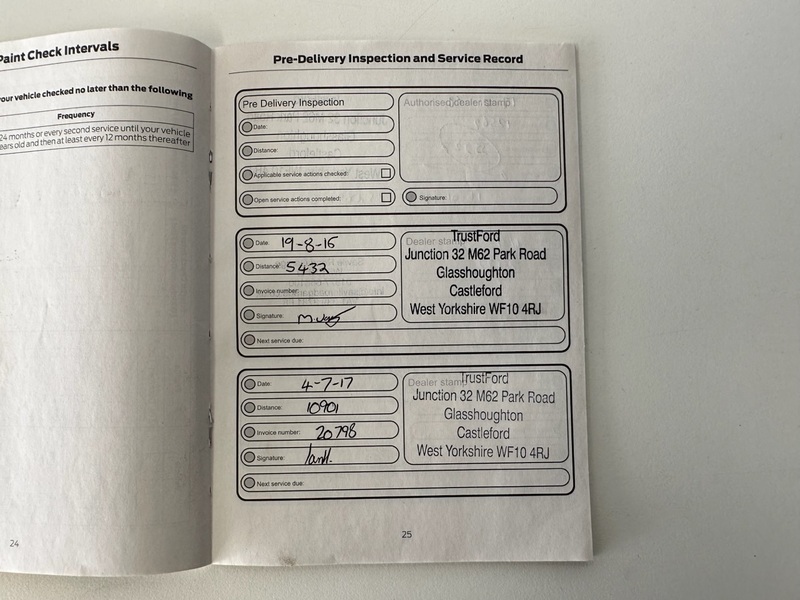 Paint Check Intervals
your vehicle checked no later than the following
Frequency
24 months or every second service until your vehicle
ears old and then at least every 12 months thereafter
24
Pre-Delivery Inspection and Service Record
Pre Delivery Inspection
Date:
Distance:
Applicable service actions checked:
Open service actions completed:
Authorised dealer stamp
Signature:
Date: 19-8-16
Distance: 5432
Invoice number:
Signature:
Next service due:
Dealer stamp
TrustFord
Junction 32 M62 Park Road
Glasshoughton
Castleford
West Yorkshire WF10 4RJ
Date: 4-7-17
Distance: 10901
Invoice number: 20798
Signature:
Next service due:
Dealer stamp
TrustFord
Junction 32 M62 Park Road
Glasshoughton
Castleford
West Yorkshire WF10 4RJ
25